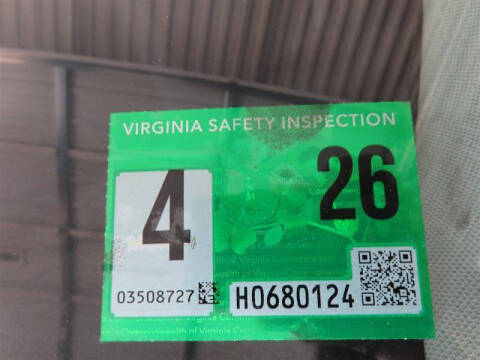 VIRGINIA SAFETY INSPECTION
4 26
03508727 H0680124